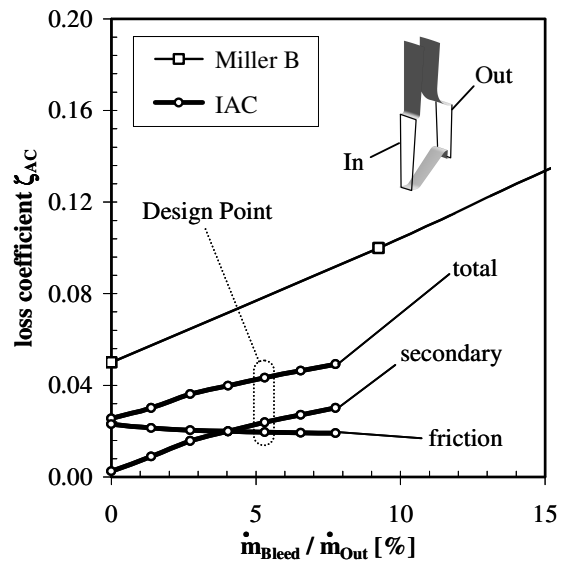 0.20
0.16
0.12
0.08
0.04
0.00
loss coefficient ζAC
Miller B
IAC
In
Out
Design Point
total
secondary
friction
0
5
10
15
ṁBleed / ṁOut [%]